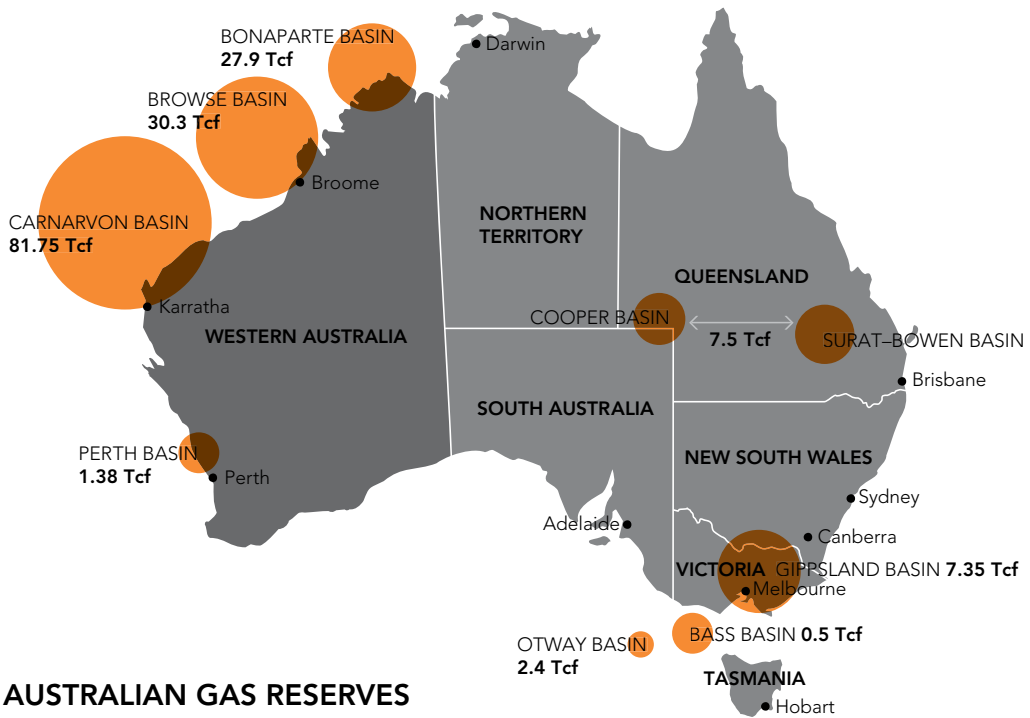 BONAPARTE BASIN
27.9 Tcf
Darwin
BROWSE BASIN
30.3 Tcf
Broome
CARNARVON BASIN
81.75 Tcf
NORTHERN
TERRITORY
QUEENSLAND
Karratha
WESTERN AUSTRALIA
COOPER BASIN
7.5 Tcf
SURAT–BOWEN BASIN
Brisbane
SOUTH AUSTRALIA
PERTH BASIN
1.38 Tcf
Perth
NEW SOUTH WALES
Sydney
Adelaide
Canberra
VICTORIA
GIPPSLAND BASIN 7.35 Tcf
Melbourne
OTWAY BASIN
2.4 Tcf
BASS BASIN 0.5 Tcf
TASMANIA
Hobart
AUSTRALIAN GAS RESERVES